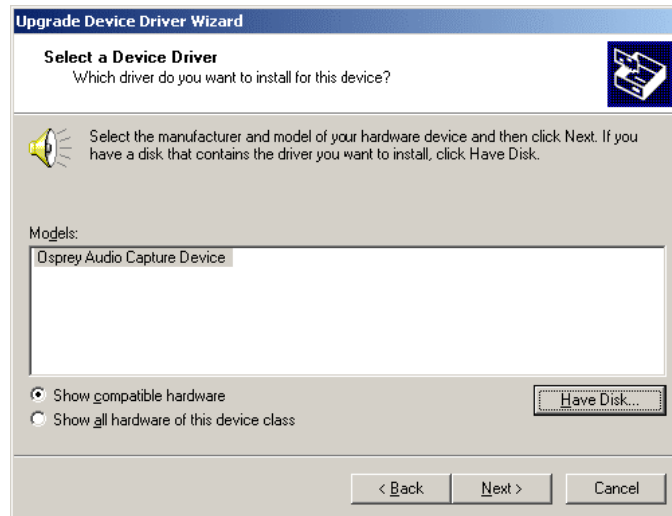 Upgrade Device Driver Wizard
Select a Device Driver
Which driver do you want to install for this device?
Select the manufacturer and model of your hardware device and then click Next. If you
have a disk that contains the driver you want to install, click Have Disk.
Models:
Osprey Audio Capture Device
Show compatible hardware
Have Disk...
Show all hardware of this device class
< Back
Next >
Cancel